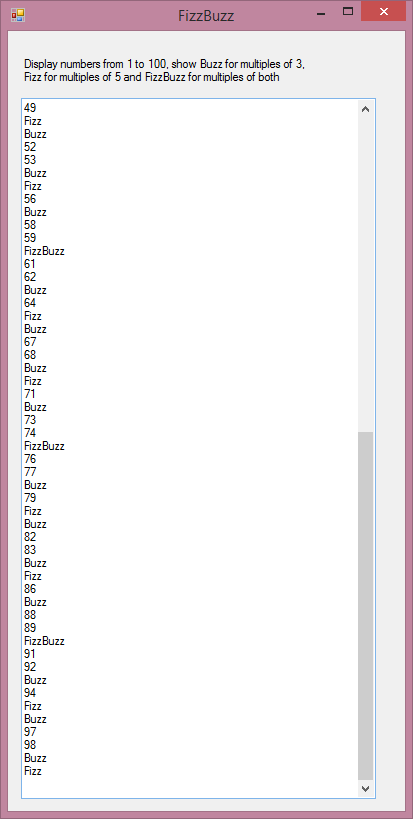 FizzBuzz
Display numbers from 1 to 100, show Buzz for multiples of 3,
Fizz for multiples of 5 and FizzBuzz for multiples of both
49
Fizz
Buzz
52
53
Buzz
Fizz
56
Buzz
58
59
FizzBuzz
61
62
Buzz
64
Fizz
Buzz
67
68
Buzz
Fizz
71
Buzz
73
74
FizzBuzz
76
77
Buzz
79
Fizz
Buzz
82
83
Buzz
Fizz
86
Buzz
88
89
FizzBuzz
91
92
Buzz
94
Fizz
Buzz
97
98
Buzz
Fizz